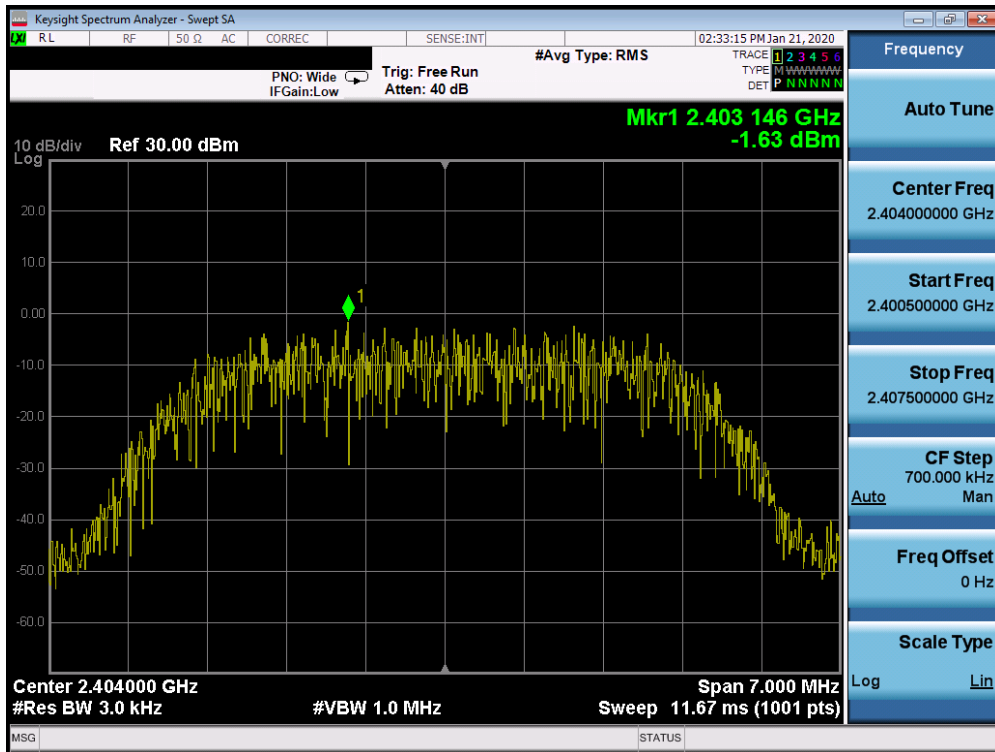 Keysight Spectrum Analyzer - Swept SA
LXI RL RF 50 Ω AC CORREC SENSE:INT 02:33:15 PM Jan 21, 2020
#Avg Type: RMS TRACE 1 2 3 4 5 6
PNO: Wide Trig: Free Run TYPE M WWWWW
IFGain:Low Atten: 40 dB DET P N N N N N
Mkr1 2.403 146 GHz
-1.63 dBm
10 dB/div Ref 30.00 dBm
Log
20.0
10.0
1
0.00
-10.0
-20.0
-30.0
-40.0
-50.0
-60.0
Center 2.404000 GHz Span 7.000 MHz
#Res BW 3.0 kHz #VBW 1.0 MHz Sweep 11.67 ms (1001 pts)
MSG STATUS
Frequency
Auto Tune
Center Freq
2.404000000 GHz
Start Freq
2.400500000 GHz
Stop Freq
2.407500000 GHz
CF Step
700.000 kHz
Auto Man
Freq Offset
0 Hz
Scale Type
Log Lin